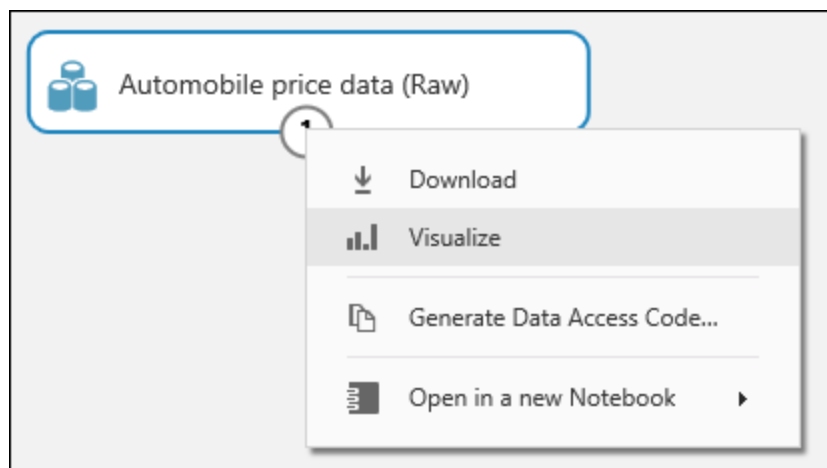 Automobile price data (Raw)
1
Download
Visualize
Generate Data Access Code...
Open in a new Notebook